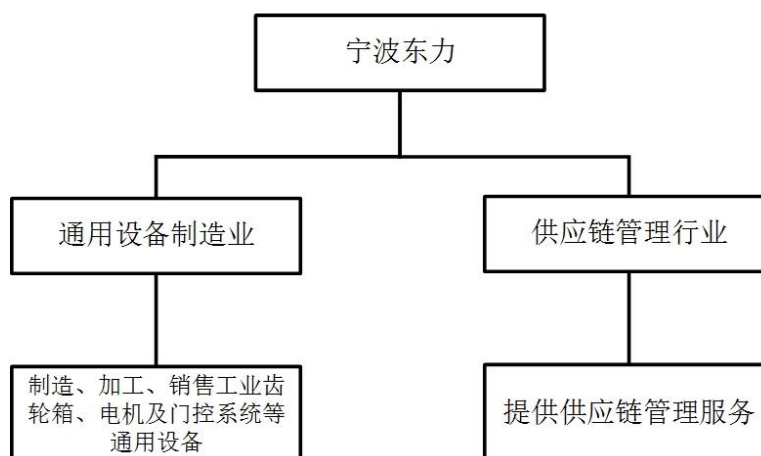 宁波东力
通用设备制造业
供应链管理行业
制造、加工、销售工业齿
轮箱、电机及门控系统等
通用设备
提供供应链管理服务